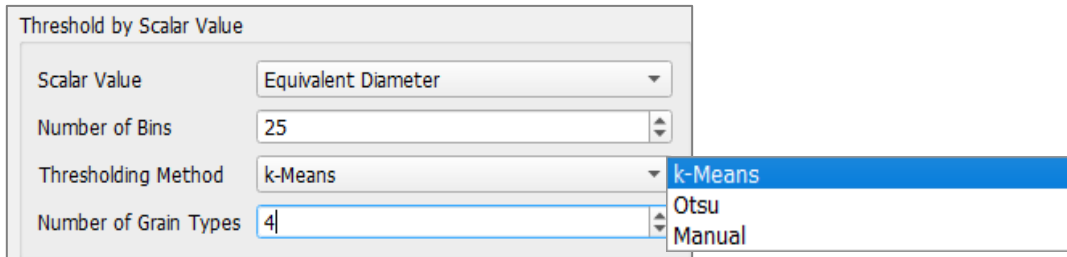 Threshold by Scalar Value
Scalar Value Equivalent Diameter
Number of Bins 25
Thresholding Method k-Means k-Means
Otsu
Number of Grain Types 4
Manual